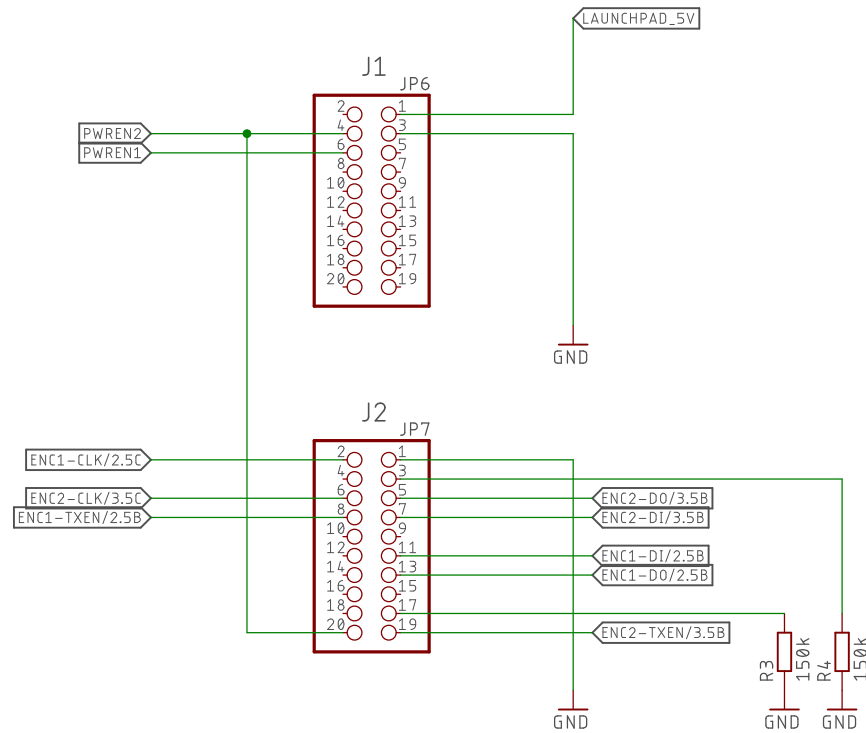 LAUNCHPAD_5V
J1
JP6
2 1
PWREN2 4 3
PWREN1 6 5
8 7
10 9
12 11
14 13
16 15
18 17
20 19
GND
J2
JP7
ENC1-CLK/2.5C 2 1
4 3
ENC2-CLK/3.5C 6 5 ENC2-DO/3.5B
ENC1-TXEN/2.5B 8 7 ENC2-DI/3.5B
10 9
12 11 ENC1-DI/2.5B
14 13 ENC1-DO/2.5B
16 15
18 17
20 19 ENC2-TXEN/3.5B
R3 150k R4 150k
GND GND GND